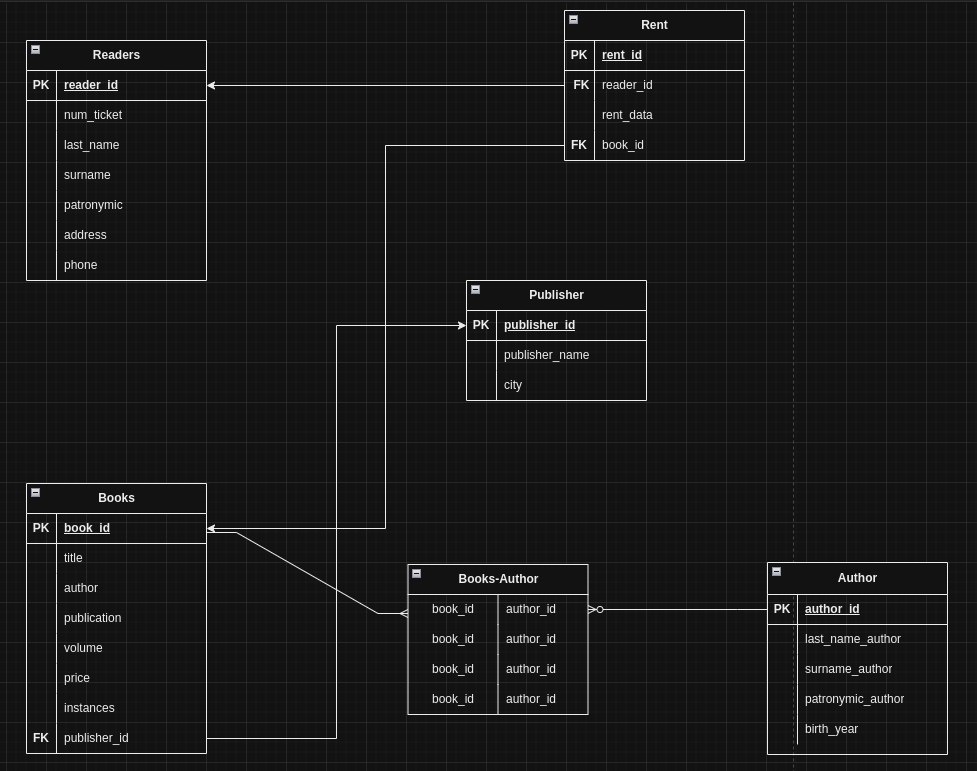 Readers
PK reader_id
num_ticket
last_name
surname
patronymic
address
phone
Rent
PK rent_id
FK reader_id
rent_data
FK book_id
Publisher
PK publisher_id
publisher_name
city
Books
PK book_id
title
author
publication
volume
price
instances
FK publisher_id
Books-Author
book_id author_id
book_id author_id
book_id author_id
book_id author_id
Author
PK author_id
last_name_author
surname_author
patronymic_author
birth_year